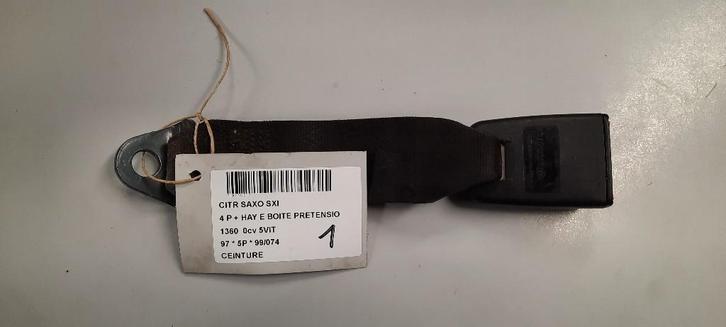 CITR SAXO SXI
4 P + HAY E BOITE PRETENSIO
1360 0cv 5VIT
97 * 5P * 99/074
CEINTURE
1